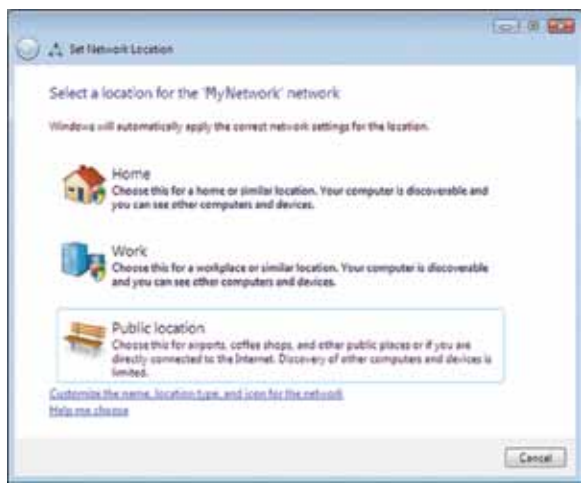 Set Network Location
Select a location for the 'MyNetwork' network
Windows will automatically apply the correct network settings for the location.
Home
Choose this for a home or similar location. Your computer is discoverable and
you can see other computers and devices.
Work
Choose this for a workplace or similar location. Your computer is discoverable
and you can see other computers and devices.
Public location
Choose this for airports, coffee shops, and other public places or if you are
directly connected to the Internet. Discovery of other computers and devices is
limited.
Customize the name, location type, and icon for the network
Help me choose
Cancel